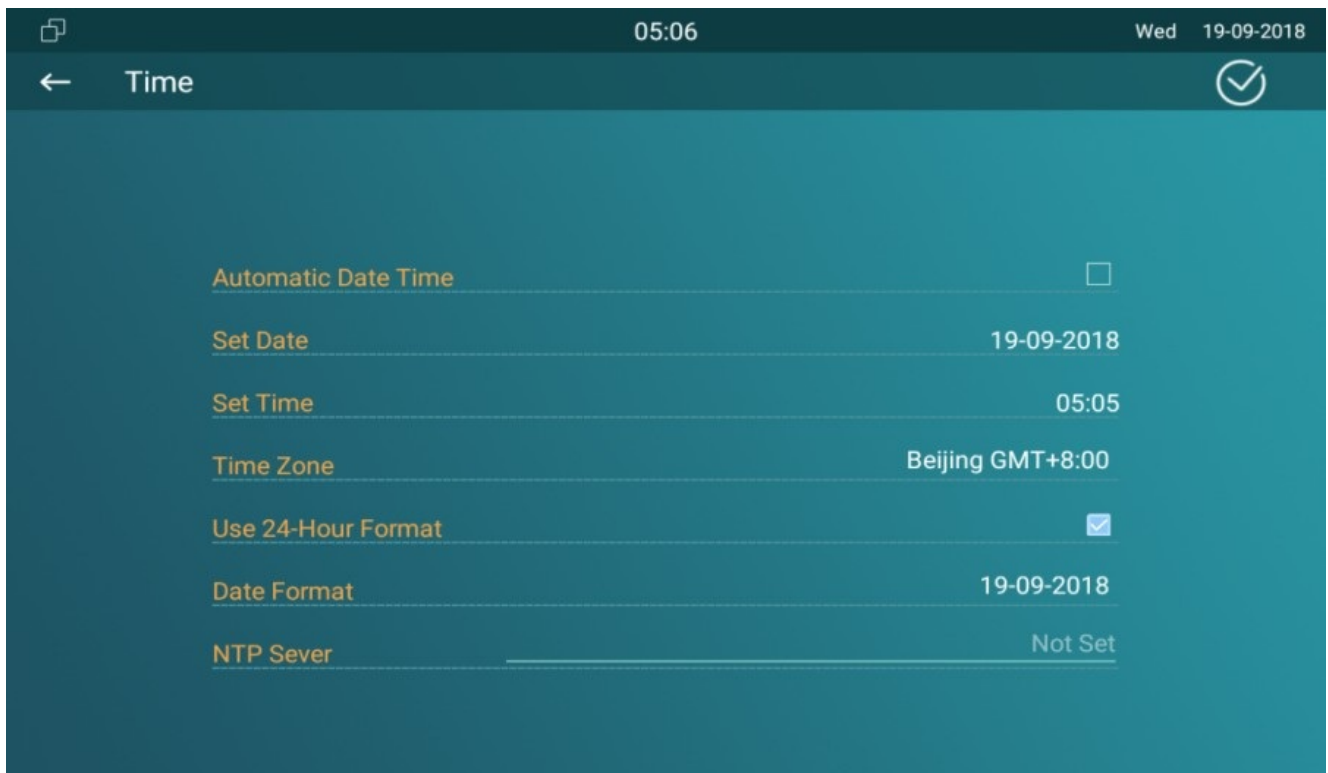 05:06 Wed 19-09-2018
Time
Automatic Date Time
Set Date 19-09-2018
Set Time 05:05
Time Zone Beijing GMT+8:00
Use 24-Hour Format
Date Format 19-09-2018
NTP Sever Not Set